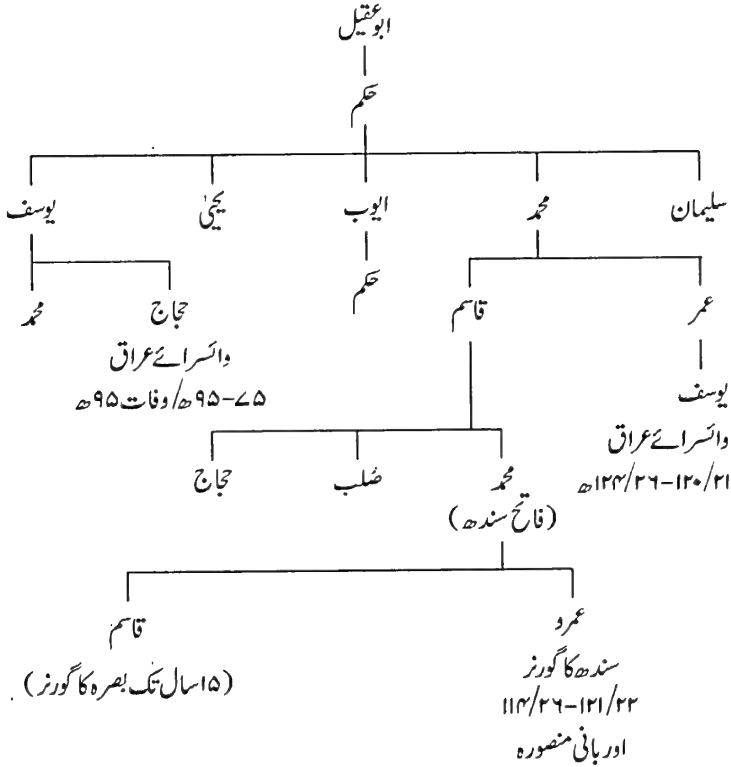 ابوعقیل
حکم
سلیمان
محمد
ایوب
یحییٰ
یوسف
عمر
قاسم
حکم
حجاج
محمد
وائسرائے عراق
۷۵-۹۵ھ/وفات ۹۵ھ
یوسف
وائسرائے عراق
۱۲۰/۲۱-۱۲۴/۲۶ھ
محمد
صُلب
حجاج
(فاتح سندھ)
عمرو
قاسم
سندھ کا گورنر
(۱۵سال تک بصرہ کا گورنر)
۱۲۱/۲۲-۱۱۴/۲۶
اور بانی منصورہ